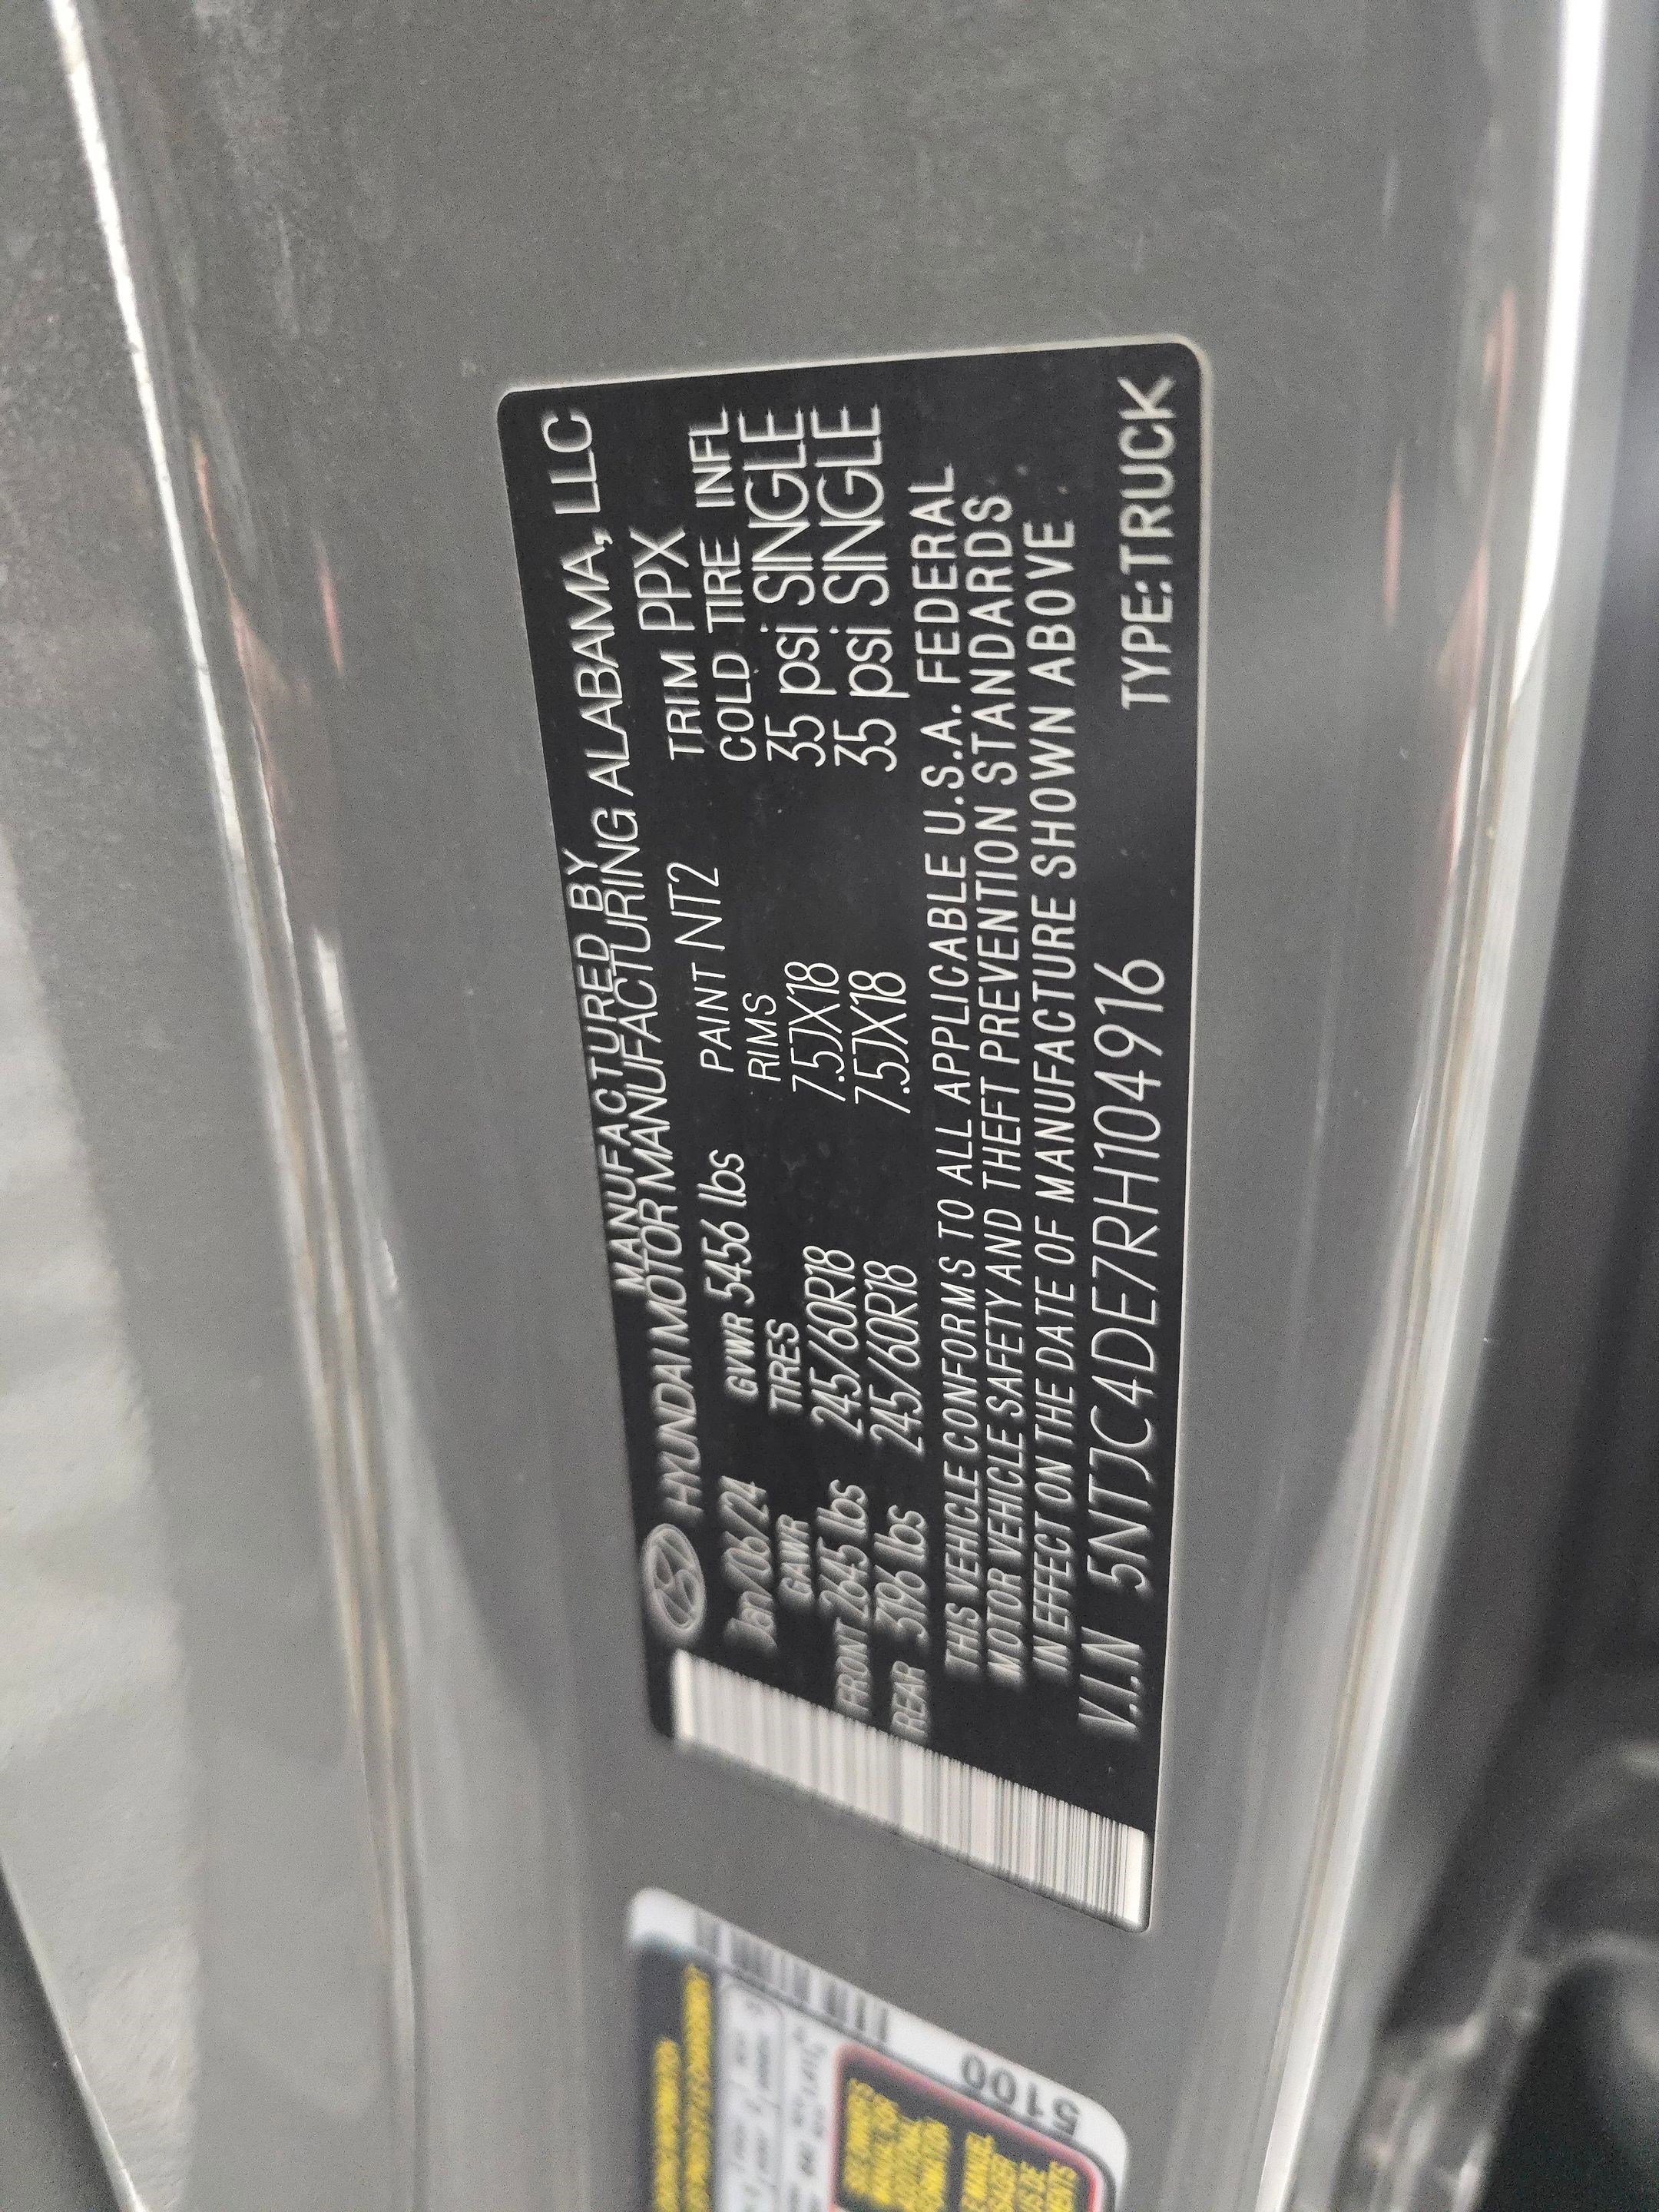 MANUFACTURED BY
HYUNDAI MOTOR MANUFACTURING ALABAMA, LLC
Jan/06/24 GVWR 5456 lbs PAINT NT2 TRIM PPX
GAWR TIRES RIMS COLD TIRE INFL
FRONT 2645 lbs 245/60R18 7.5JX18 35 psi SINGLE
REAR 3196 lbs 245/60R18 7.5JX18 35 psi SINGLE
THIS VEHICLE CONFORMS TO ALL APPLICABLE U.S.A. FEDERAL
MOTOR VEHICLE SAFETY AND THEFT PREVENTION STANDARDS
IN EFFECT ON THE DATE OF MANUFACTURE SHOWN ABOVE
V.I.N 5NTJC4DE7RH104916 TYPE:TRUCK
5100